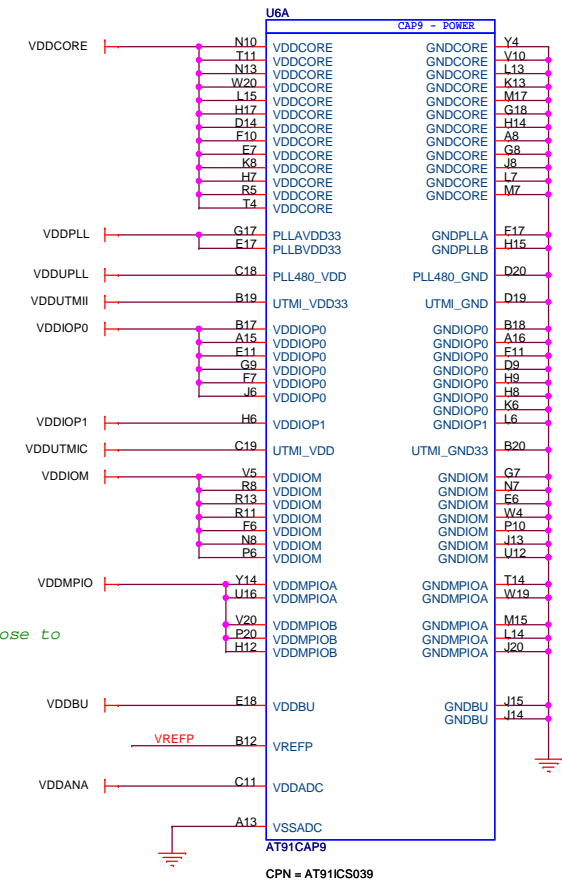 U6A
CAP9 - POWER
VDDCORE N10 VDDCORE GNDCORE Y4
T11 VDDCORE GNDCORE V10
N13 VDDCORE GNDCORE L13
W20 VDDCORE GNDCORE K13
L15 VDDCORE GNDCORE M17
H17 VDDCORE GNDCORE G18
D14 VDDCORE GNDCORE H14
F10 VDDCORE GNDCORE A8
E7 VDDCORE GNDCORE G8
K8 VDDCORE GNDCORE J8
H7 VDDCORE GNDCORE L7
R5 VDDCORE GNDCORE M7
T4 VDDCORE
VDDPLL G17 PLLAVDD33 GNDPLLA F17
E17 PLLBVDD33 GNDPLLB H15
VDDUPLL C18 PLL480_VDD PLL480_GND D20
VDDUTMII B19 UTMI_VDD33 UTMI_GND D19
VDDIOP0 B17 VDDIOP0 GNDIOP0 B18
A15 VDDIOP0 GNDIOP0 A16
E11 VDDIOP0 GNDIOP0 F11
G9 VDDIOP0 GNDIOP0 D9
F7 VDDIOP0 GNDIOP0 H9
J6 VDDIOP0 GNDIOP0 H8
GNDIOP0 K6
VDDIOP1 H6 VDDIOP1 GNDIOP1 L6
VDDUTMIC C19 UTMI_VDD UTMI_GND33 B20
VDDIOM V5 VDDIOM GNDIOM G7
R8 VDDIOM GNDIOM N7
R13 VDDIOM GNDIOM E6
R11 VDDIOM GNDIOM W4
F6 VDDIOM GNDIOM P10
N8 VDDIOM GNDIOM J13
P6 VDDIOM GNDIOM U12
VDDMPIO Y14 VDDMPIOA GNDMPIOA T14
U16 VDDMPIOA GNDMPIOA W19
V20 VDDMPIOB GNDMPIOA M15
ose to P20 VDDMPIOB GNDMPIOA L14
H12 VDDMPIOB GNDMPIOA J20
VDDBU E18 VDDBU GNDBU J15
GNDBU J14
VREFP B12 VREFP
VDDANA C11 VDDADC
A13 VSSADC
AT91CAP9
CPN = AT91ICS039